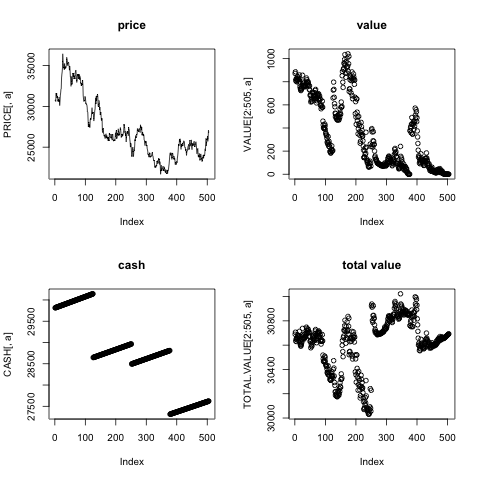 price
PRICE[, a]
35000
30000
25000
0 100 200 300 400 500
Index
value
VALUE[2:505, a]
1000
600
200
0
0 100 200 300 400 500
Index
cash
CASH[, a]
29500
28500
27500
0 100 200 300 400 500
Index
total value
TOTAL.VALUE[2:505, a]
30800
30400
30000
0 100 200 300 400 500
Index